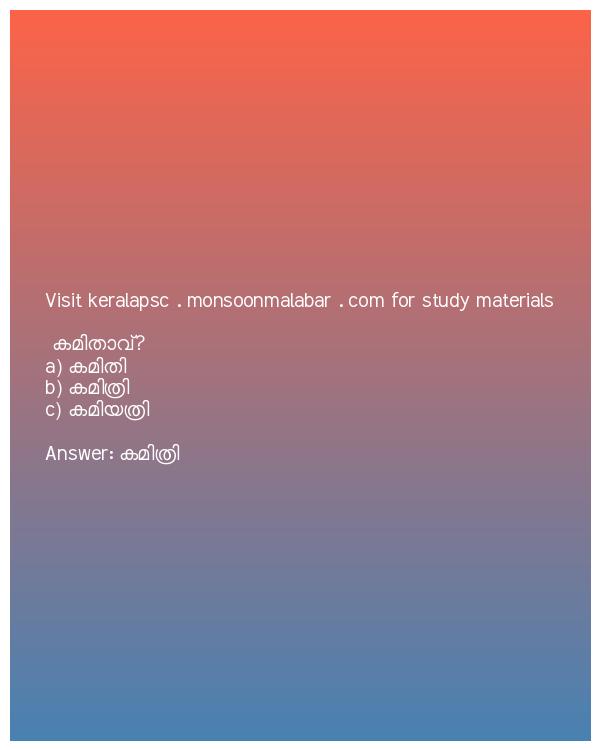 Visit keralapsc . monsoonmalabar . com for study materials
കമിതാവ്?
a) കമിതി
b) കമിത്രി
c) കമിയത്രി
Answer: കമിത്രി